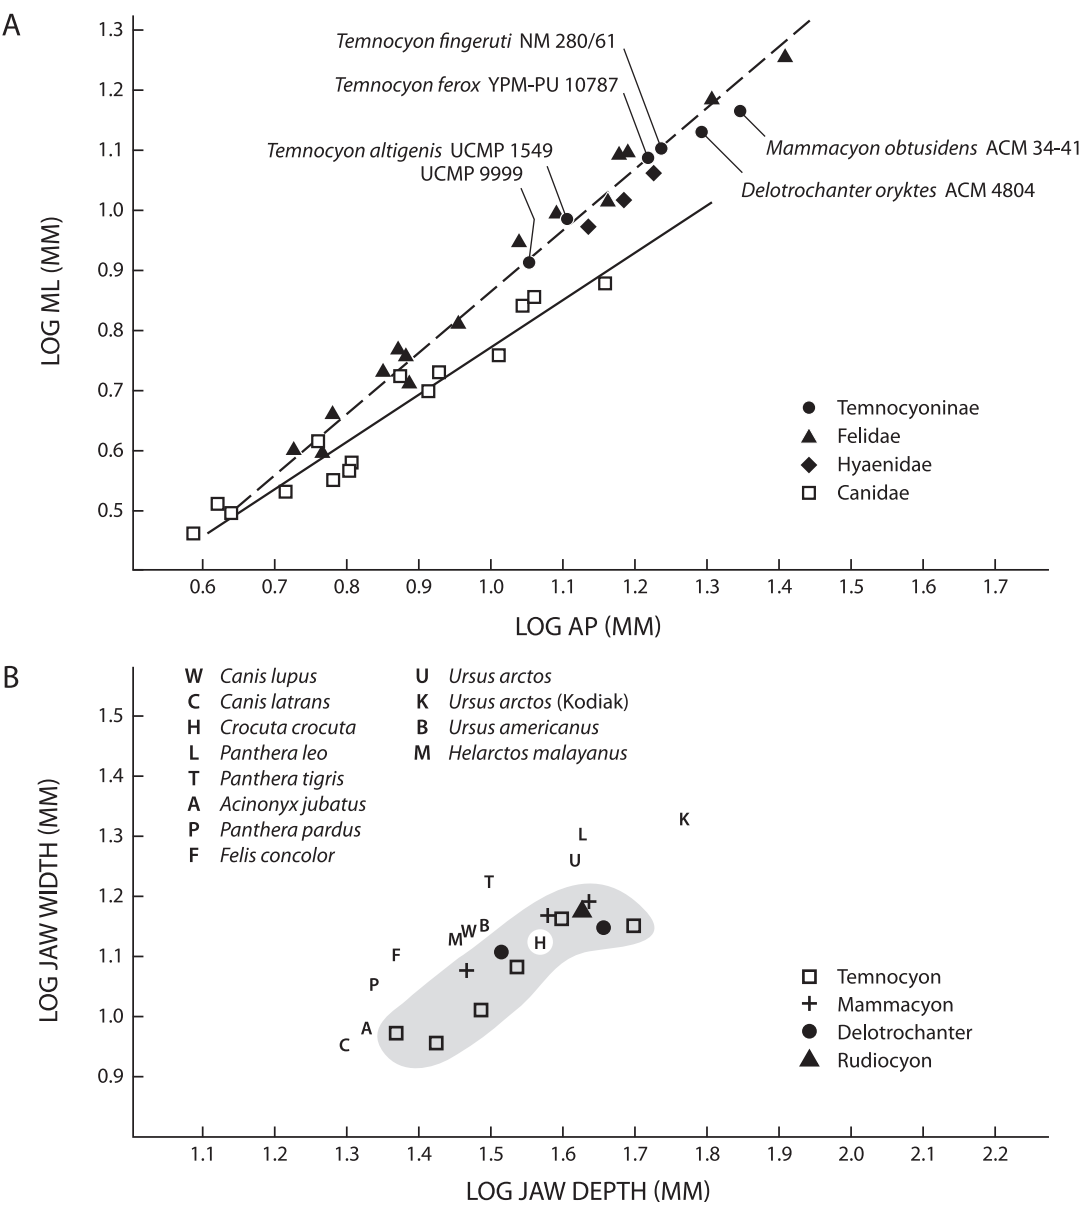 A
1.3
1.2
1.1
1.0
0.9
0.8
0.7
0.6
0.5
LOG ML (MM)
Temnocyon fingeruti NM 280/61
Temnocyon ferox YPM-PU 10787
Temnocyon altigenis UCMP 1549
UCMP 9999
Mammacyon obtusidens ACM 34-41
Delotrochanter oryktes ACM 4804
Temnocyoninae
Felidae
Hyaenidae
Canidae
0.6 0.7 0.8 0.9 1.0 1.1 1.2 1.3 1.4 1.5 1.6 1.7
LOG AP (MM)
B
W Canis lupus
C Canis latrans
H Crocuta crocuta
L Panthera leo
T Panthera tigris
A Acinonyx jubatus
P Panthera pardus
F Felis concolor
U Ursus arctos
K Ursus arctos (Kodiak)
B Ursus americanus
M Helarctos malayanus
1.5
1.4
1.3
1.2
1.1
1.0
0.9
LOG JAW WIDTH (MM)
K
L
U
T
B
W
M
H
F
P
A
C
Temnocyon
Mammacyon
Delotrochanter
Rudiocyon
1.1 1.2 1.3 1.4 1.5 1.6 1.7 1.8 1.9 2.0 2.1 2.2
LOG JAW DEPTH (MM)